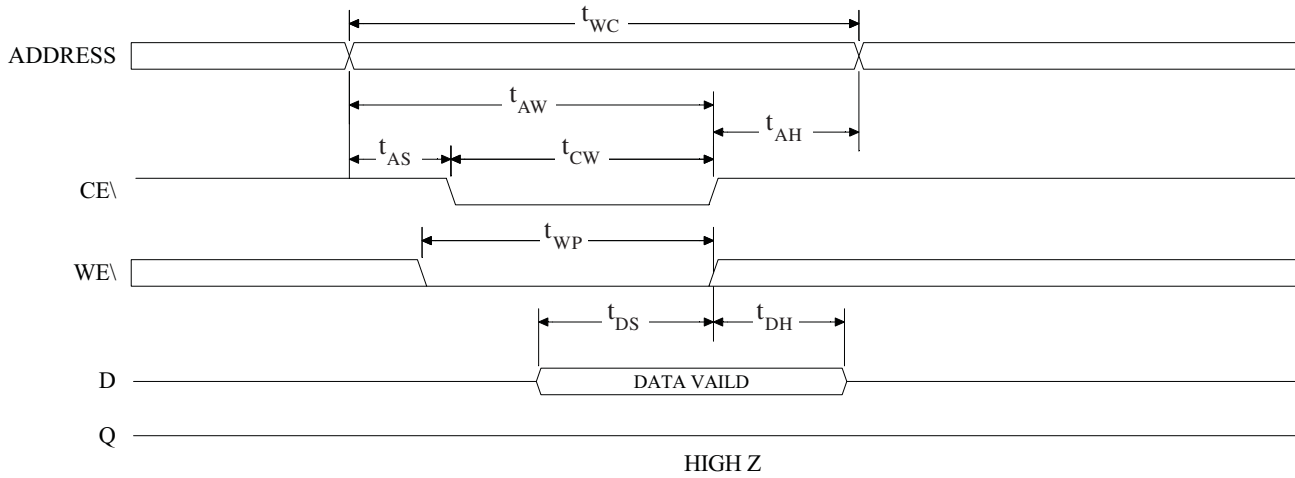 tWC
ADDRESS
tAW
tAH
tAS
tCW
CE\
tWP
WE\
tDS
tDH
D
DATA VAILD
Q
HIGH Z